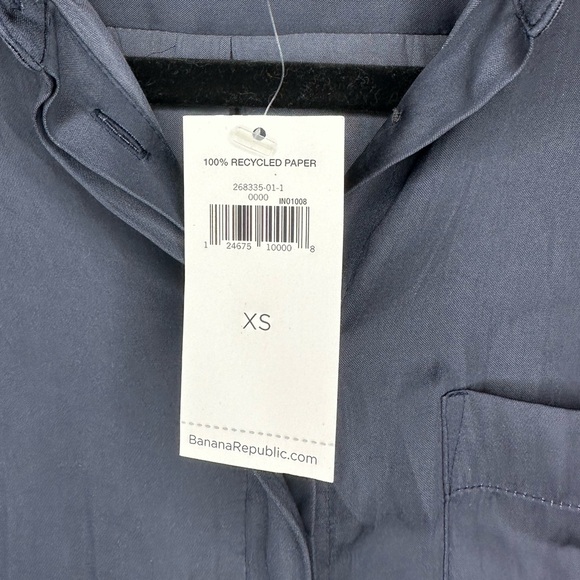 100% RECYCLED PAPER
268335-01-1
0000 IN01008
1 24675 10000 8
XS
BananaRepublic.com